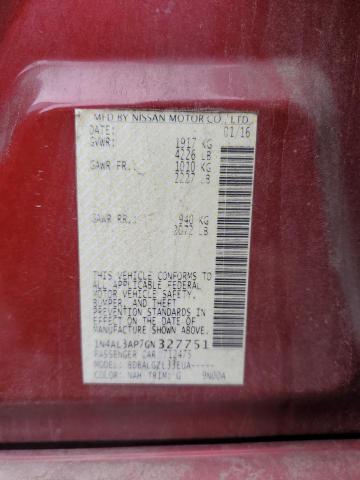 MFD BY NISSAN MOTOR CO., LTD.
DATE: 01/16
GVWR: 1917 KG
4226 LB
GAWR FR.: 1010 KG
2227 LB
GAWR RR.: 940 KG
2072 LB
THIS VEHICLE CONFORMS TO
ALL APPLICABLE FEDERAL
MOTOR VEHICLE SAFETY,
BUMPER, AND THEFT
PREVENTION STANDARDS IN
EFFECT ON THE DATE OF
MANUFACTURE SHOWN ABOVE.
1N4AL3AP7GN327751
PASSENGER CAR
MODEL:
COLOR: NAH TRIM: G